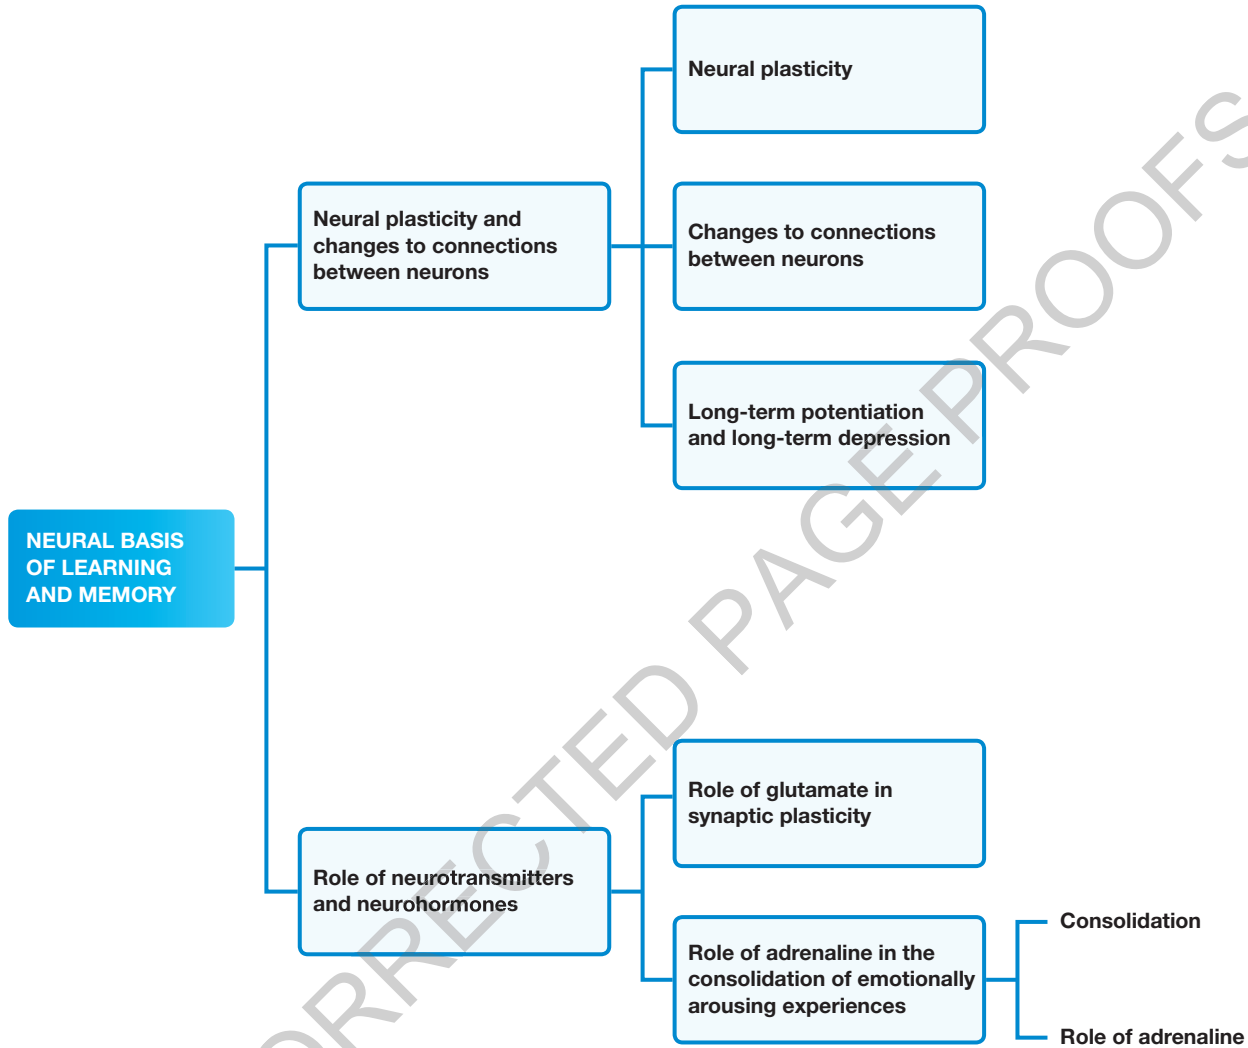 Neural plasticity
Neural plasticity and
changes to connections
between neurons
Changes to connections
between neurons
Long-term potentiation
and long-term depression
NEURAL BASIS
OF LEARNING
AND MEMORY
Role of glutamate in
synaptic plasticity
Role of neurotransmitters
and neurohormones
Role of adrenaline in the
consolidation of emotionally
arousing experiences
Consolidation
Role of adrenaline
ORRECTED PAGE PROOFS